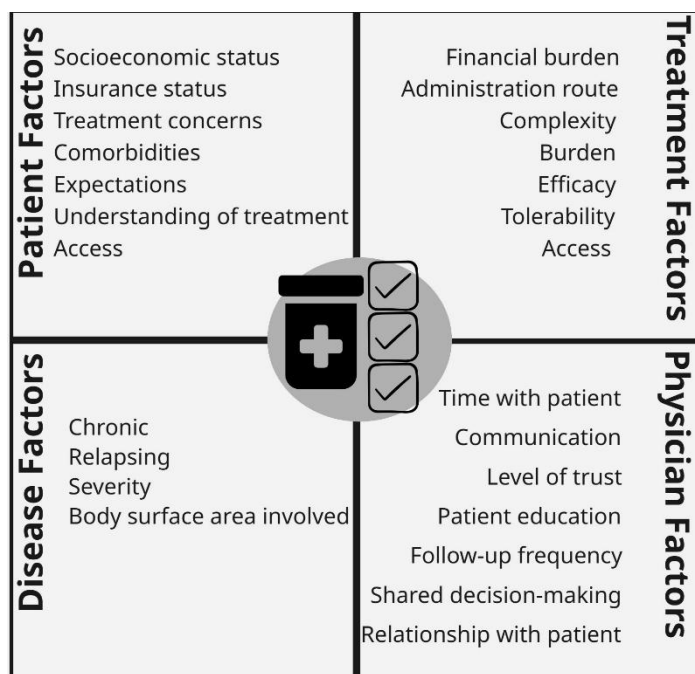 Patient Factors
Socioeconomic status
Insurance status
Treatment concerns
Comorbidities
Expectations
Understanding of treatment
Access
Treatment Factors
Financial burden
Administration route
Complexity
Burden
Efficacy
Tolerability
Access
Disease Factors
Chronic
Relapsing
Severity
Body surface area involved
Physician Factors
Time with patient
Communication
Level of trust
Patient education
Follow-up frequency
Shared decision-making
Relationship with patient